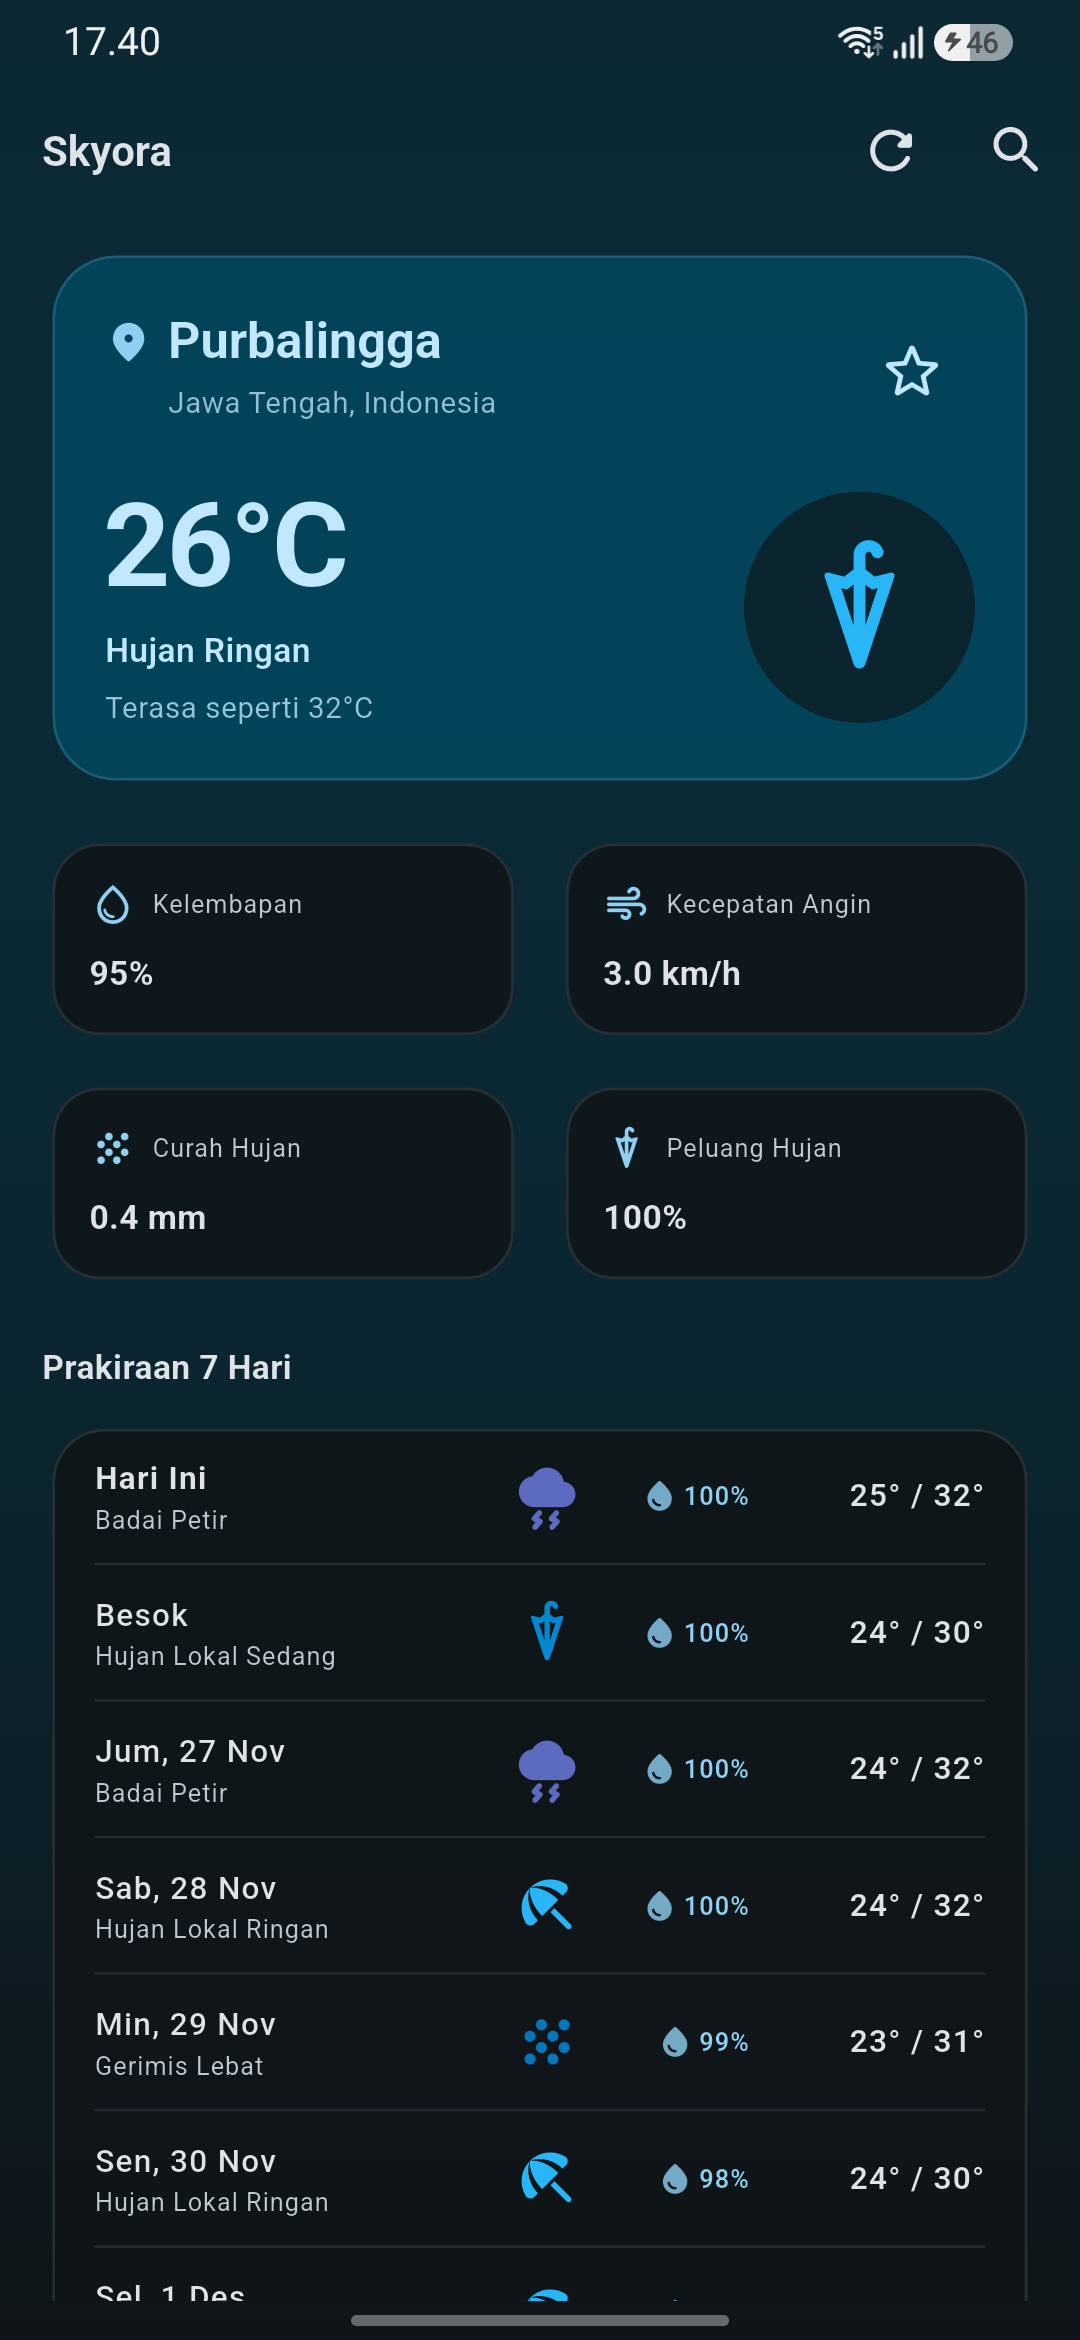 17.40
5
46
Skyora
Purbalingga
Jawa Tengah, Indonesia
26°C
Hujan Ringan
Terasa seperti 32°C
Kelembapan
95%
Kecepatan Angin
3.0 km/h
Curah Hujan
0.4 mm
Peluang Hujan
100%
Prakiraan 7 Hari
Hari Ini
Badai Petir
100%
25° / 32°
Besok
Hujan Lokal Sedang
100%
24° / 30°
Jum, 27 Nov
Badai Petir
100%
24° / 32°
Sab, 28 Nov
Hujan Lokal Ringan
100%
24° / 32°
Min, 29 Nov
Gerimis Lebat
99%
23° / 31°
Sen, 30 Nov
Hujan Lokal Ringan
98%
24° / 30°
Sel, 1 Des